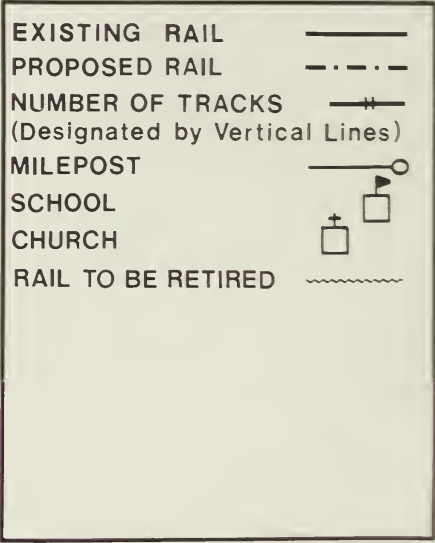 EXISTING RAIL
PROPOSED RAIL
NUMBER OF TRACKS
(Designated by Vertical Lines)
MILEPOST
SCHOOL
CHURCH
RAIL TO BE RETIRED